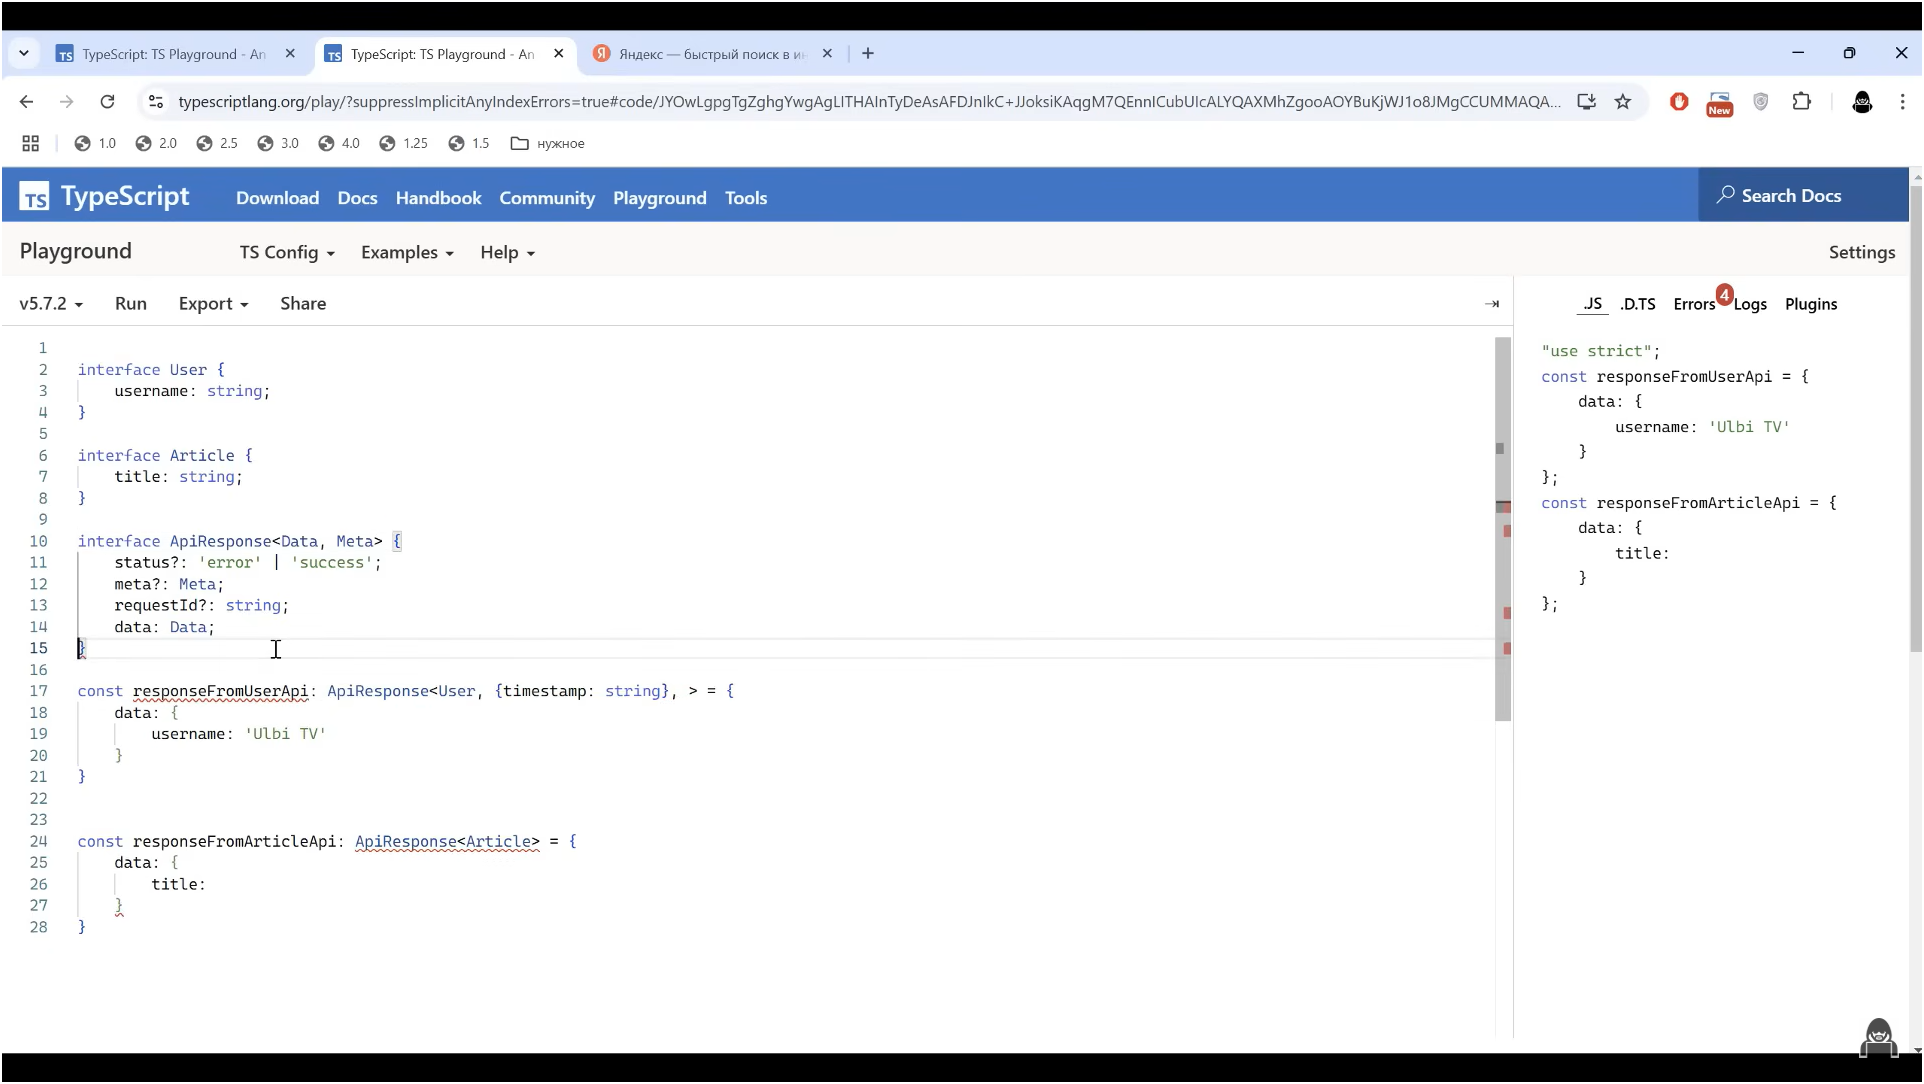 TypeScript: TS Playground - An
TypeScript: TS Playground - An
Яндекс — быстрый поиск в ин
typescriptlang.org/play/?suppressImplicitAnyIndexErrors=true#code/JYOwLgpgTgZghgYwgAgLITHAInTyDeAsAFDJnIkC+JJoksiKAqgM7QEnnICubUIcALYQAXMhZgooAOYBuKjWJ1o8JMgCCUMMAQA...
New
1.0
2.0
2.5
3.0
4.0
1.25
1.5
нужное
TS TypeScript
Download
Docs
Handbook
Community
Playground
Tools
Search Docs
Playground
TS Config
Examples
Help
Settings
v5.7.2
Run
Export
Share
.JS
.D.TS
Errors
4
Logs
Plugins
1
2 interface User {
3 username: string;
4 }
5
6 interface Article {
7 title: string;
8 }
9
10 interface ApiResponse<Data, Meta> {
11 status?: 'error' | 'success';
12 meta?: Meta;
13 requestId?: string;
14 data: Data;
15 }
16
17 const responseFromUserApi: ApiResponse<User, {timestamp: string}, > = {
18 data: {
19 username: 'Ulbi TV'
20 }
21 }
22
23
24 const responseFromArticleApi: ApiResponse<Article> = {
25 data: {
26 title:
27 }
28 }
"use strict";
const responseFromUserApi = {
data: {
username: 'Ulbi TV'
}
};
const responseFromArticleApi = {
data: {
title:
}
};